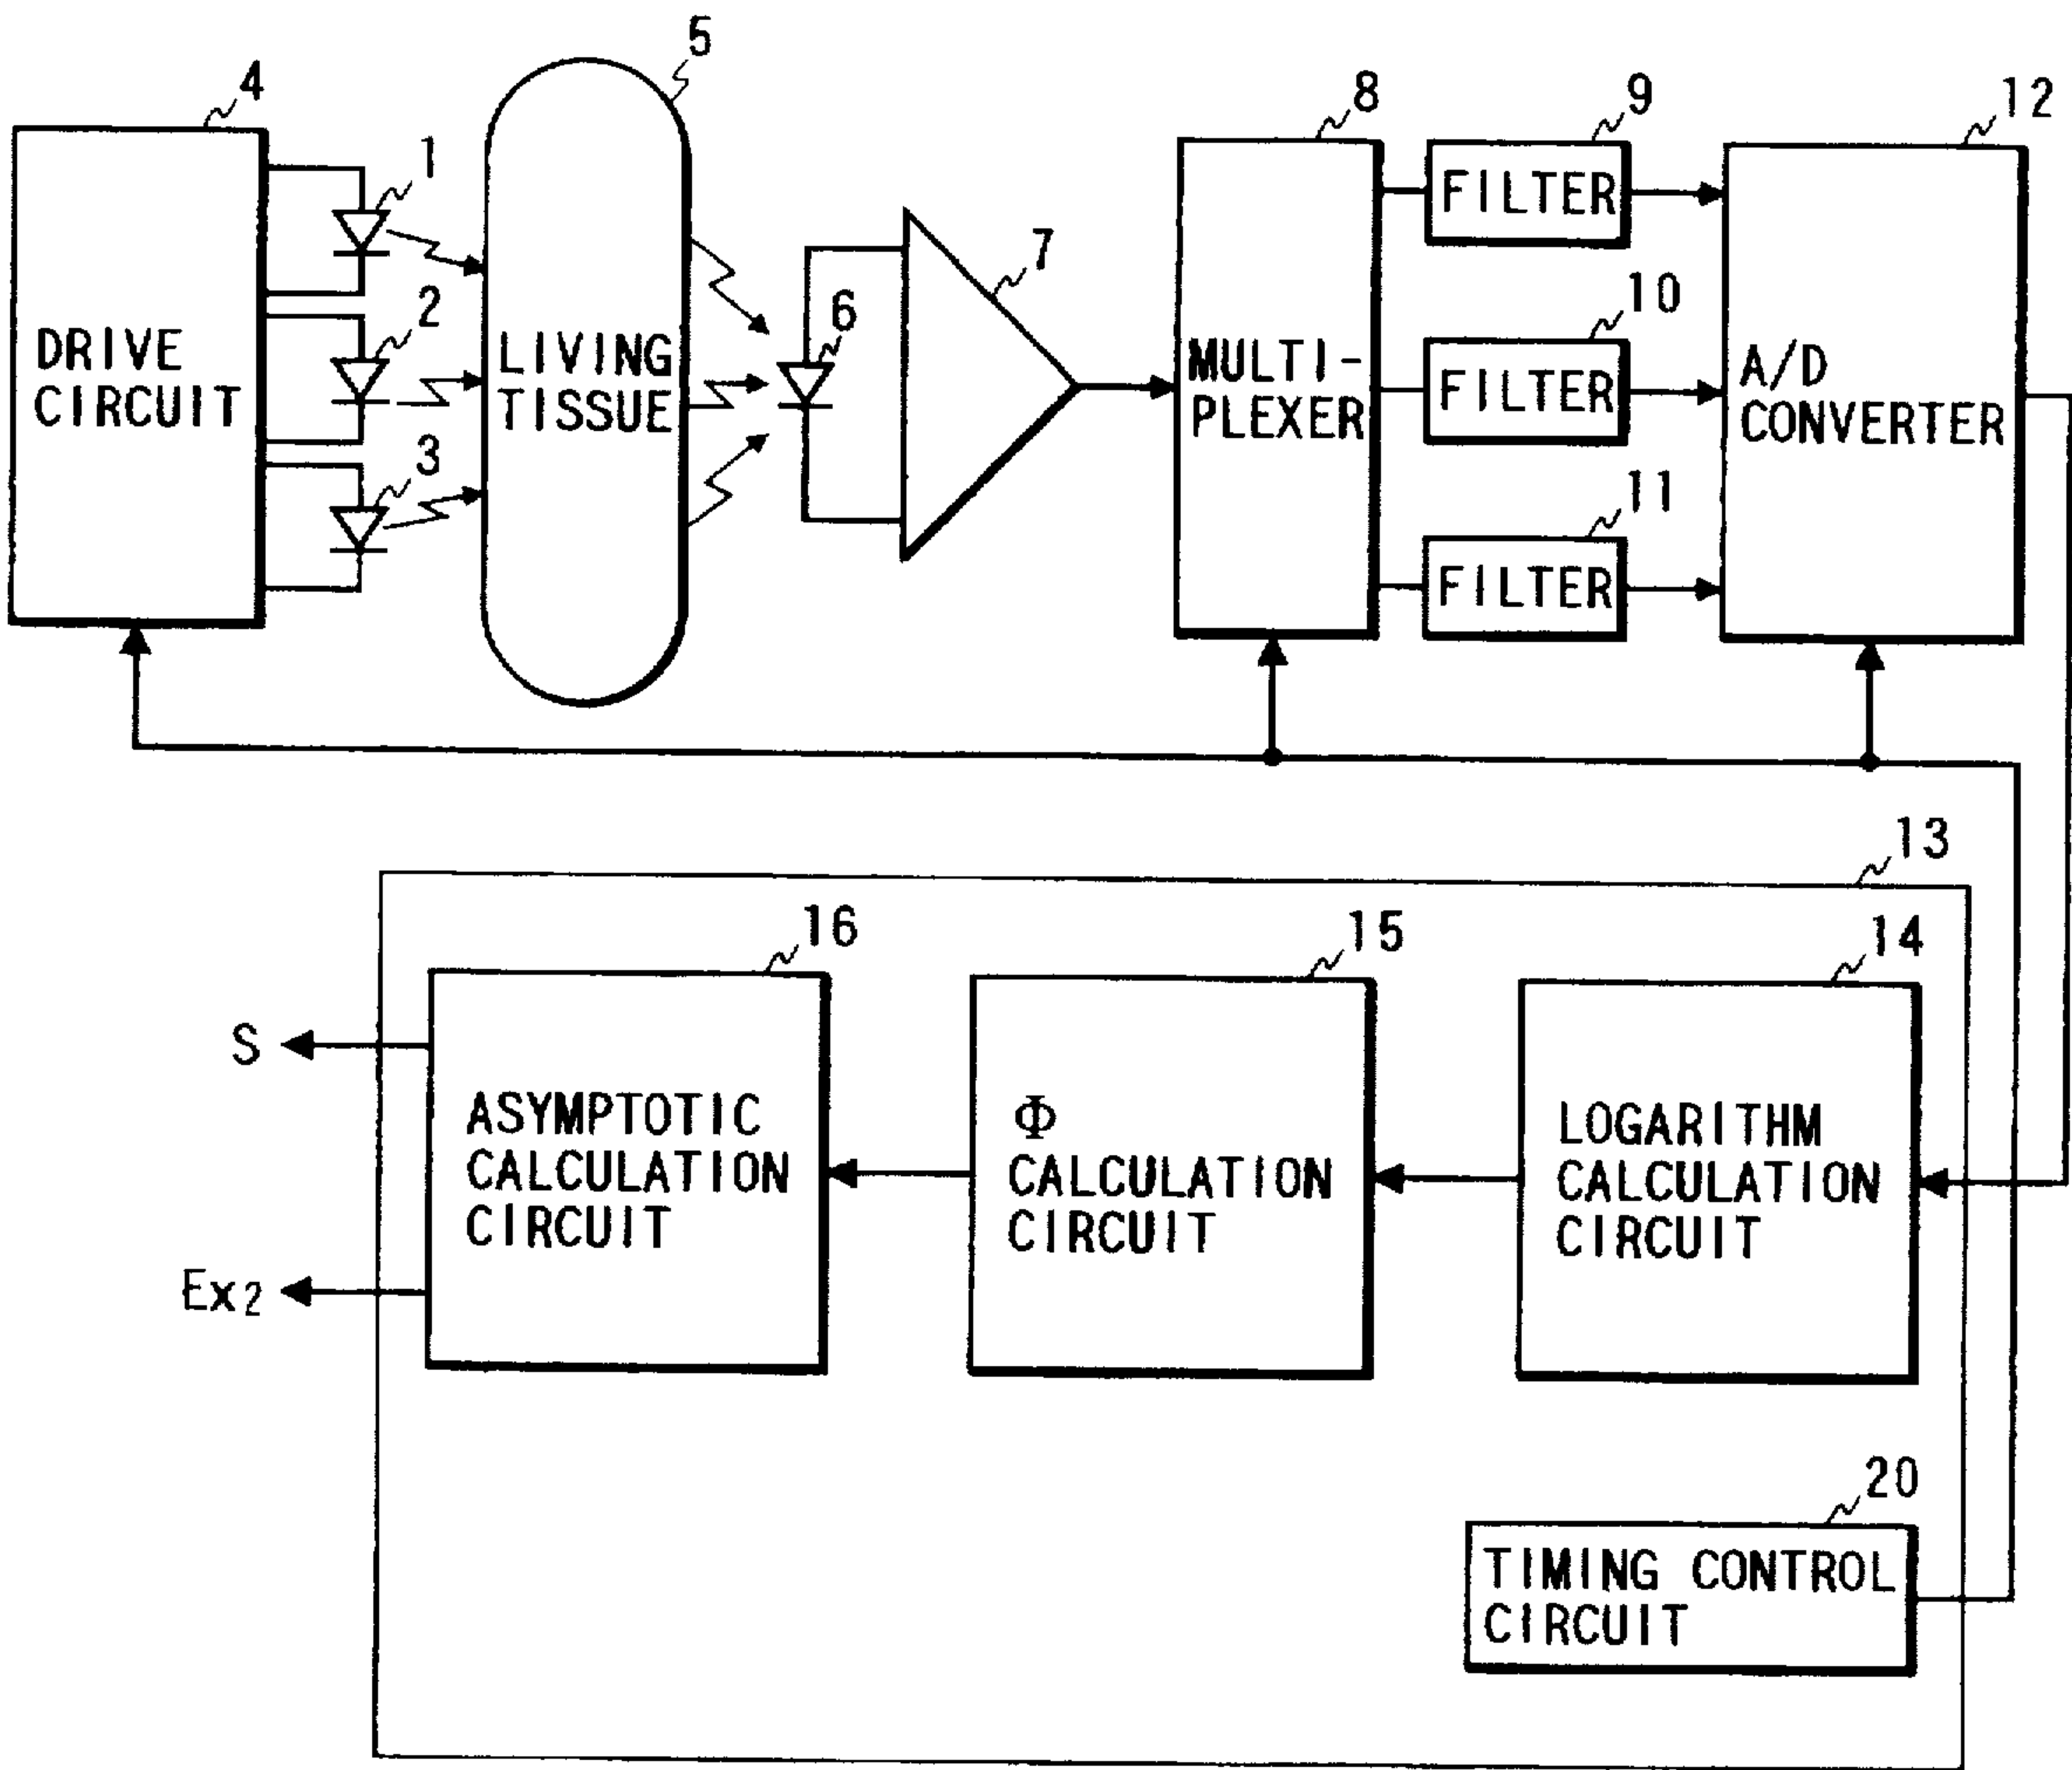 5
4
8
9
12
1
FILTER
7
2
6
10
DRIVE
CIRCUIT
LIVING
TISSUE
MULTI-
PLEXER
FILTER
A/D
CONVERTER
3
11
FILTER
13
16
15
14
S
ASYMPTOTIC
CALCULATION
CIRCUIT
Φ
CALCULATION
CIRCUIT
LOGARITHM
CALCULATION
CIRCUIT
Ex2
20
TIMING CONTROL
CIRCUIT